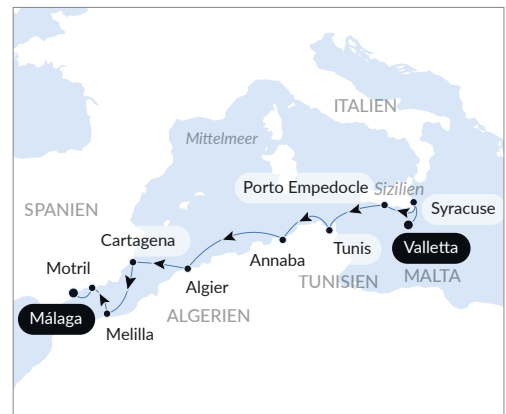 ITALIEN
Mittelmeer
Porto Empedocle
Sizilien
SPANIEN
Syracuse
Cartagena
Tunis
Valletta
Annaba
Motril
TUNISIEN
MALTA
Algier
Málaga
ALGERIEN
Melilla